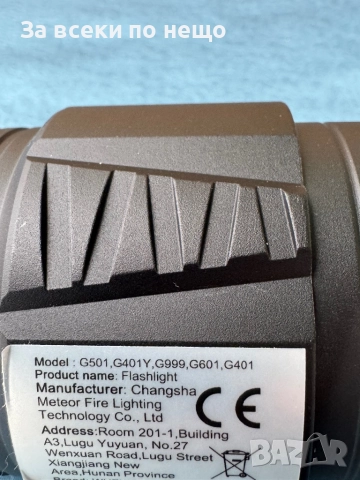 За всеки по нещо
Model: G501,G401Y,G999,G601,G401
Product name: Flashlight
Manufacturer: Changsha
Meteor Fire Lighting
Technology Co., Ltd
CE
Address:Room 201-1,Building
A3,Lugu Yuyuan, No.27
Wenxuan Road,Lugu Street
Xiangjiang New
Area,Hunan Province
bazar